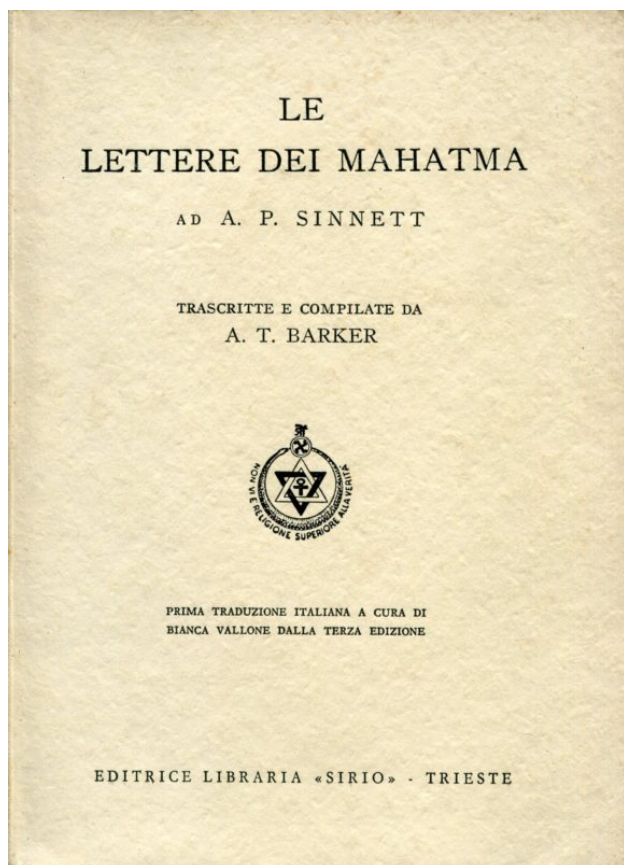 LE
LETTERE DEI MAHATMA
AD A. P. SINNETT
TRASCRITTE E COMPILATE DA
A. T. BARKER
NON VI È RELIGIONE SUPERIORE ALLA VERITÀ
PRIMA TRADUZIONE ITALIANA A CURA DI
BIANCA VALLONE DALLA TERZA EDIZIONE
EDITRICE LIBRARIA «SIRIO» - TRIESTE